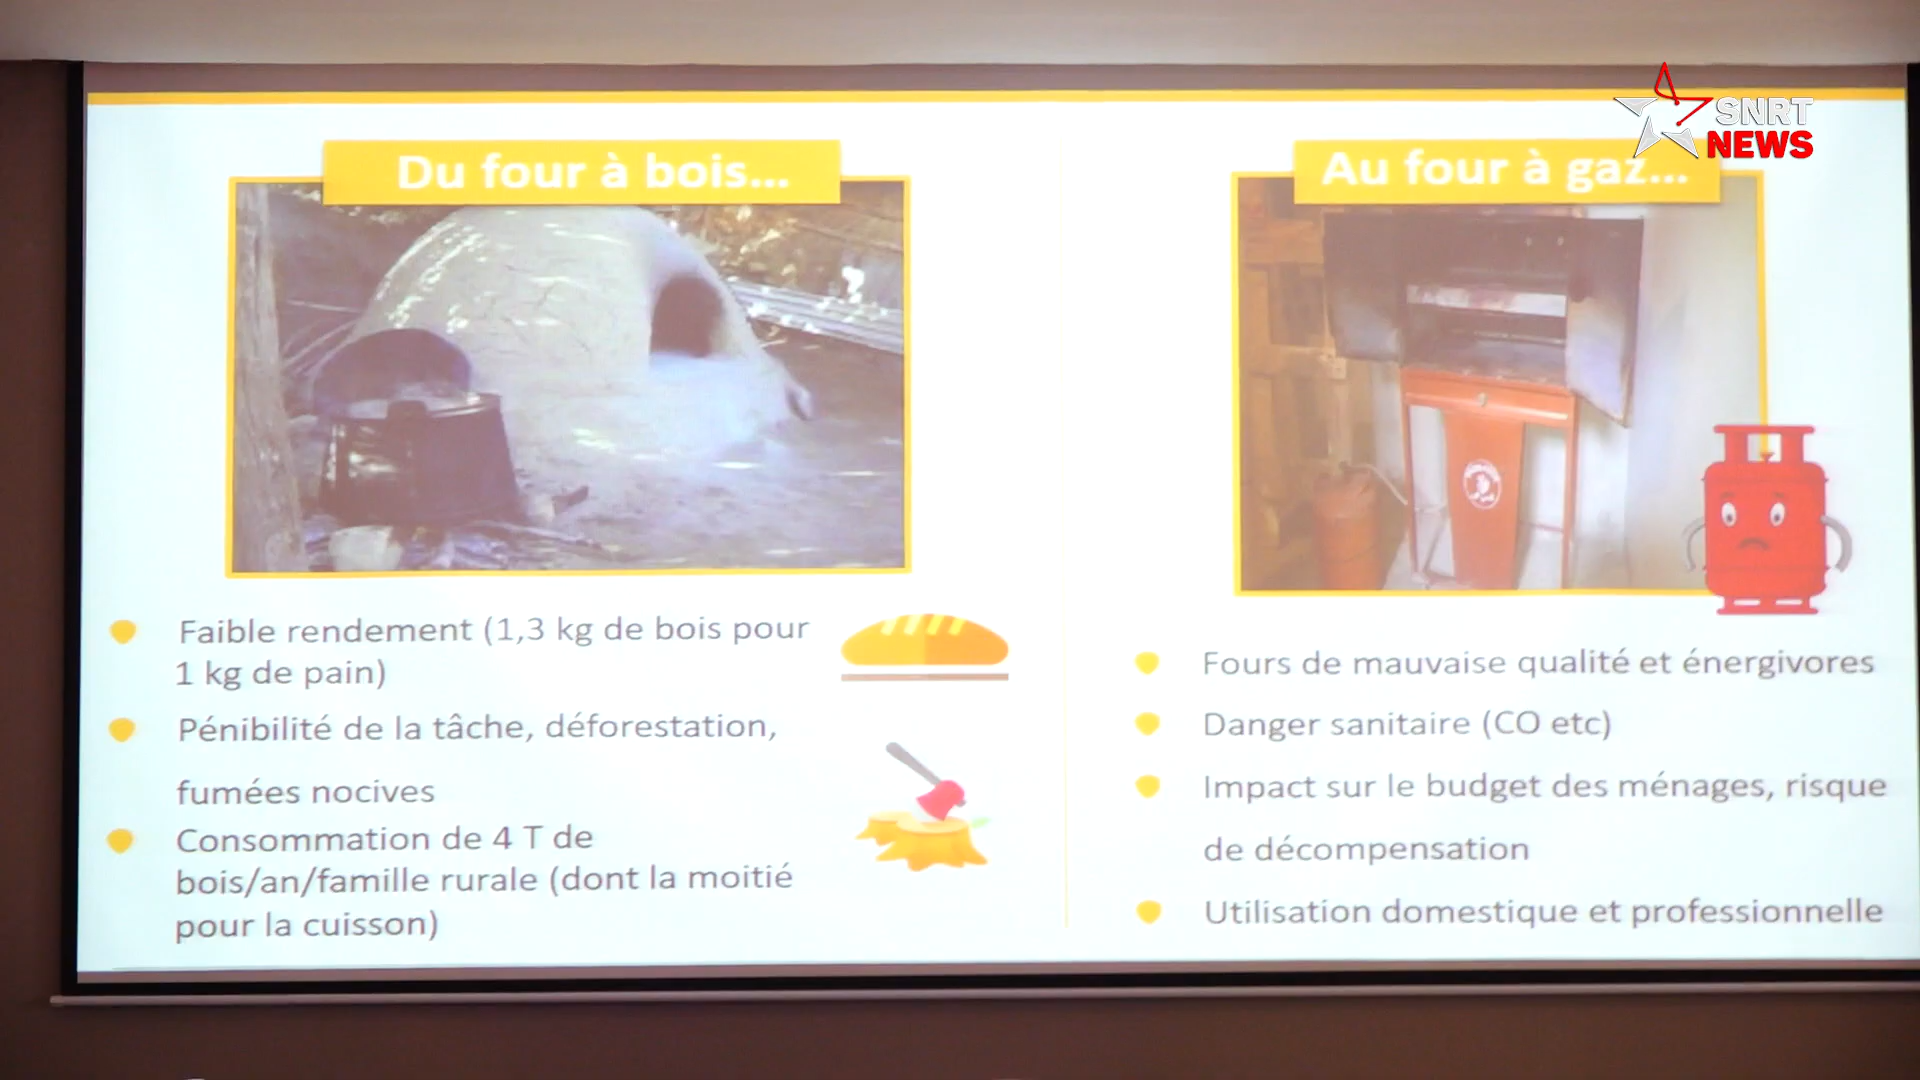 SNRT
NEWS
Du four à bois...
Faible rendement (1,3 kg de bois pour
1 kg de pain)
Pénibilité de la tâche, déforestation,
fumées nocives
Consommation de 4 T de
bois/an/famille rurale (dont la moitié
pour la cuisson)
Au four à gaz...
Fours de mauvaise qualité et énergivores
Danger sanitaire (CO etc)
Impact sur le budget des ménages, risque
de décompensation
Utilisation domestique et professionnelle